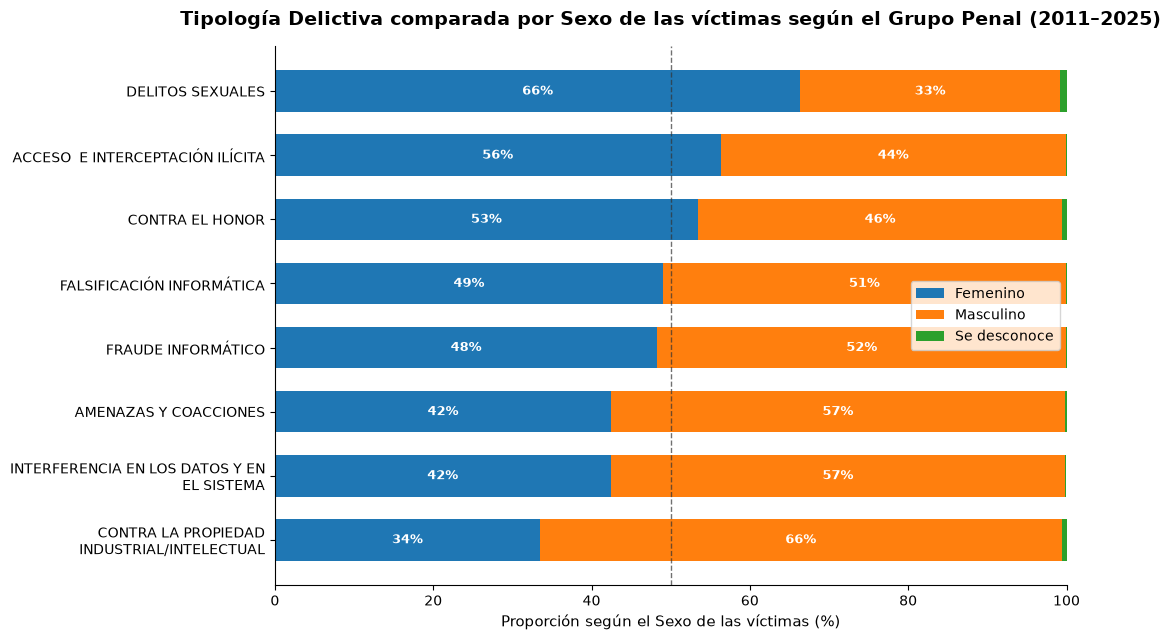 Tipología Delictiva comparada por Sexo de las víctimas según el Grupo Penal (2011–2025)
DELITOS SEXUALES
66%
33%
ACCESO  E INTERCEPTACIÓN ILÍCITA
56%
44%
CONTRA EL HONOR
53%
46%
FALSIFICACIÓN INFORMÁTICA
49%
51%
Femenino
Masculino
Se desconoce
FRAUDE INFORMÁTICO
48%
52%
AMENAZAS Y COACCIONES
42%
57%
INTERFERENCIA EN LOS DATOS Y EN
EL SISTEMA
42%
57%
CONTRA LA PROPIEDAD
INDUSTRIAL/INTELECTUAL
34%
66%
0
20
40
60
80
100
Proporción según el Sexo de las víctimas (%)